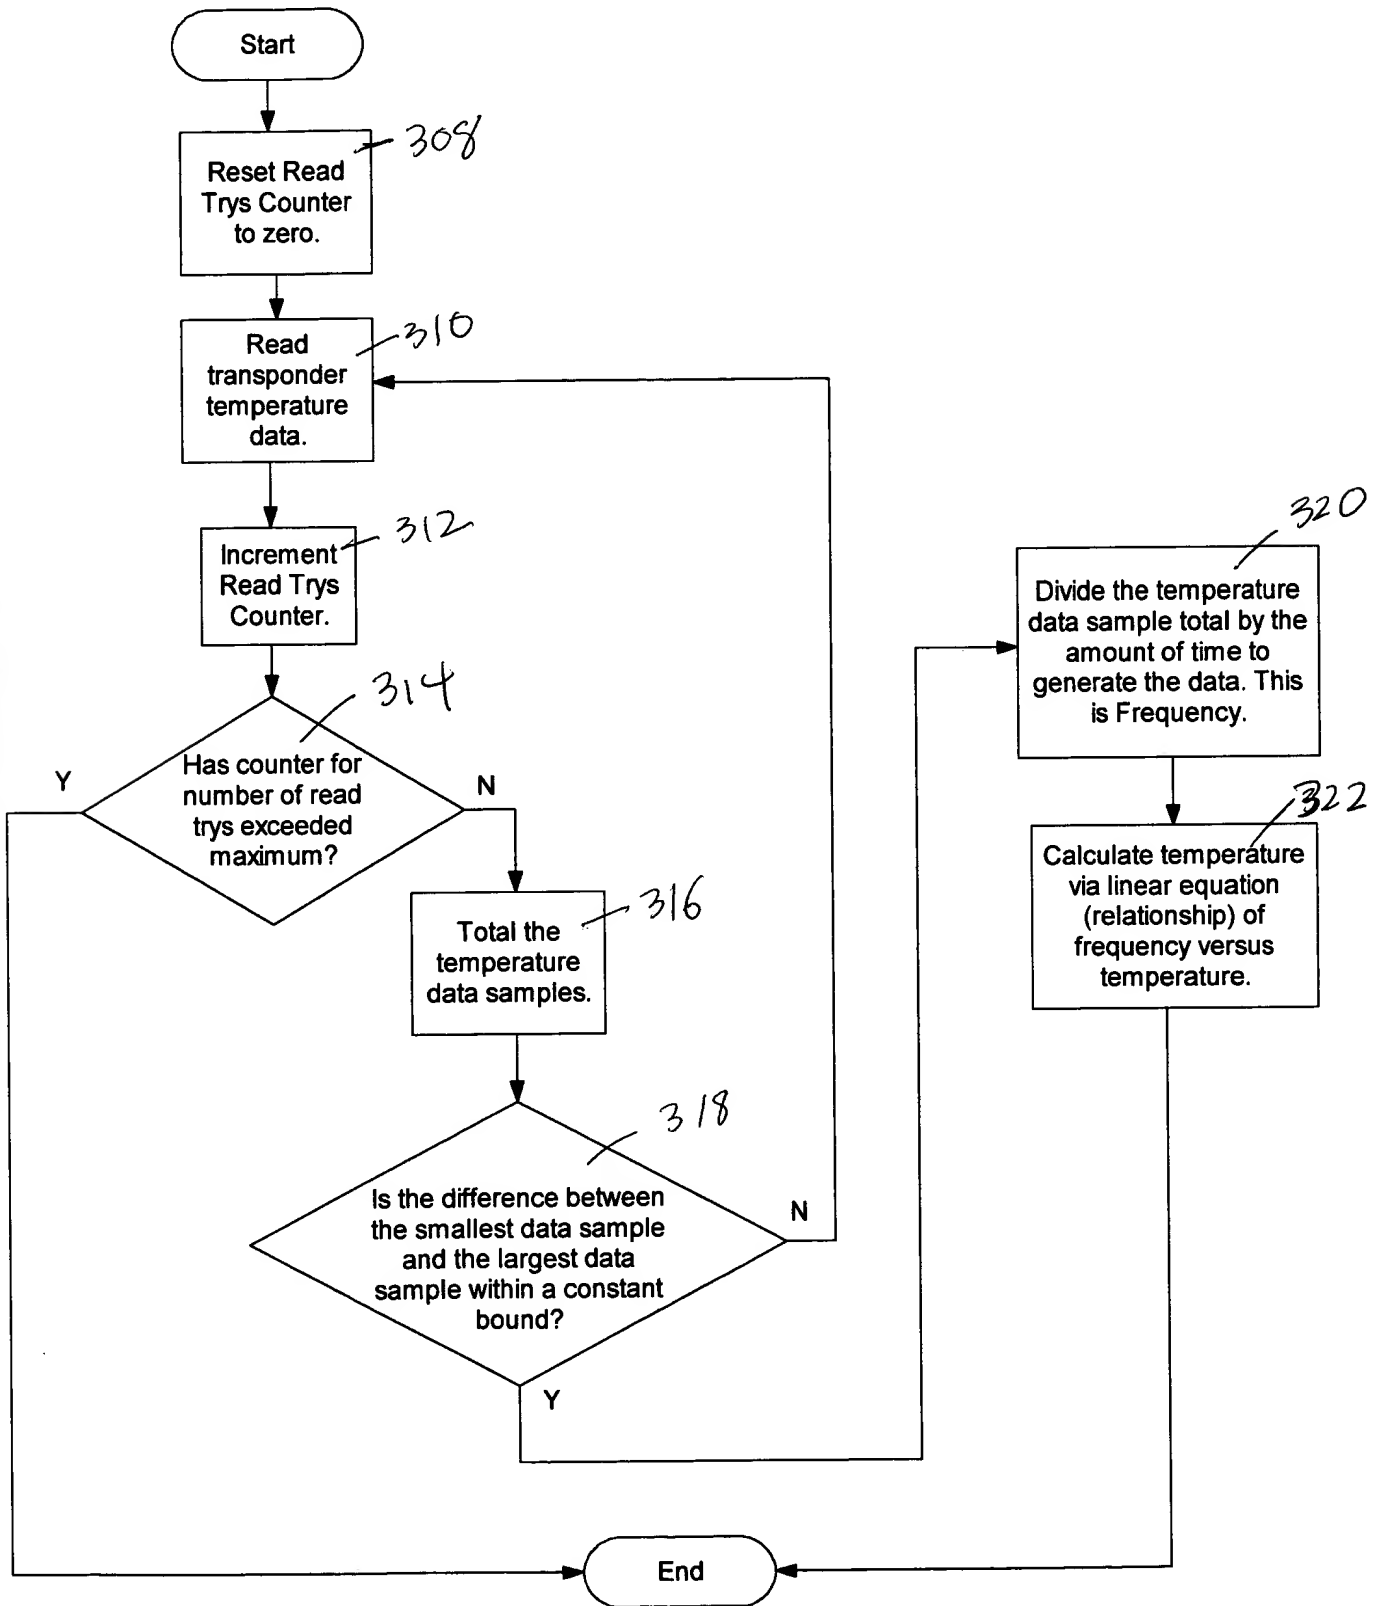 Start
308
Reset Read
Trys Counter
to zero.
310
Read
transponder
temperature
data.
312
Increment
Read Trys
Counter.
314
Has counter for
number of read
trys exceeded
maximum?
Y
N
316
Total the
temperature
data samples.
318
Is the difference between
the smallest data sample
and the largest data
sample within a constant
bound?
N
Y
320
Divide the temperature
data sample total by the
amount of time to
generate the data. This
is Frequency.
322
Calculate temperature
via linear equation
(relationship) of
frequency versus
temperature.
End